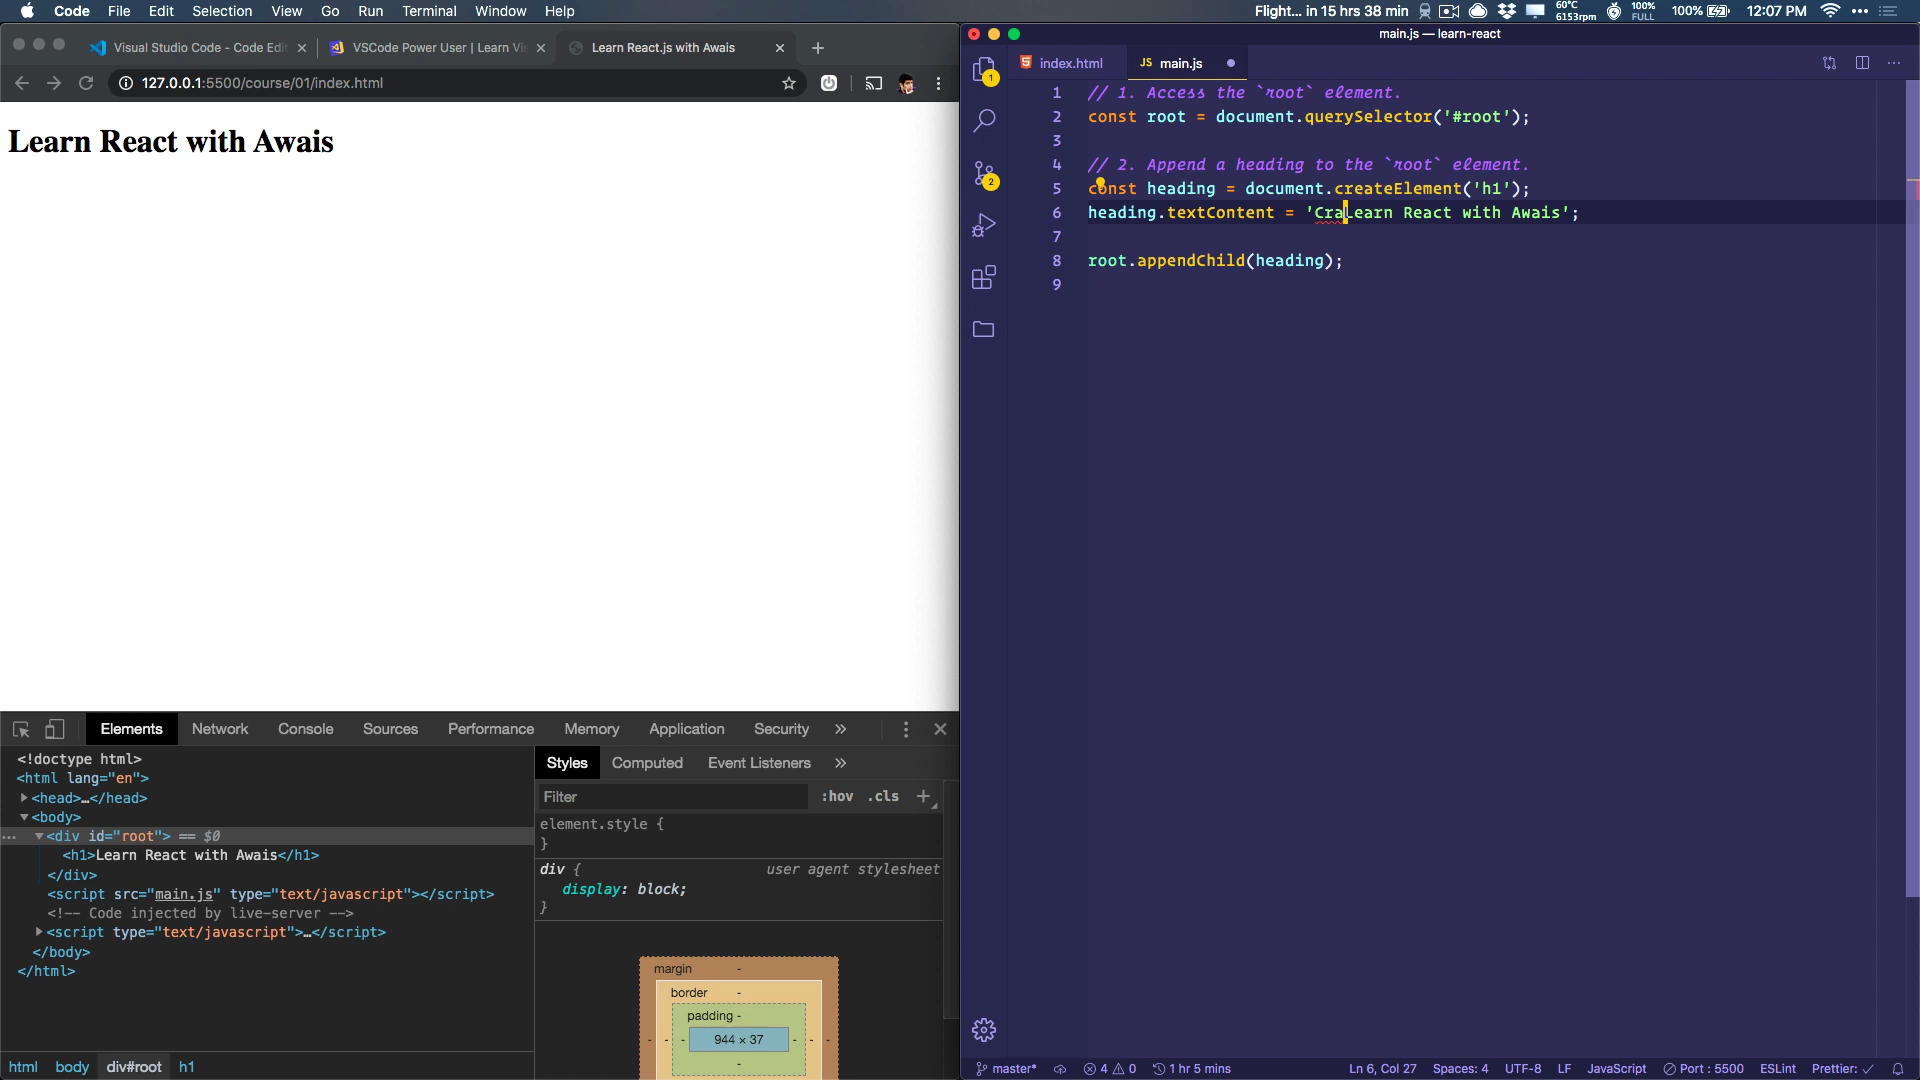 Code File Edit Selection View Go Run Terminal Window Help
Flight... in 15 hrs 38 min 60°C 6153rpm 100% FULL 100% 12:07 PM
Visual Studio Code - Code Edit
VSCode Power User | Learn Vi
Learn React.js with Awais
127.0.0.1:5500/course/01/index.html
Learn React with Awais
Elements Network Console Sources Performance Memory Application Security »
<!doctype html>
<html lang="en">
<head>…</head>
<body>
… <div id="root"> == $0
<h1>Learn React with Awais</h1>
</div>
<script src="main.js" type="text/javascript"></script>
<!-- Code injected by live-server -->
<script type="text/javascript">…</script>
</body>
</html>
html body div#root h1
Styles Computed Event Listeners »
Filter :hov .cls +
element.style {
}
div { user agent stylesheet
display: block;
}
margin -
border -
padding -
- - - 944 × 37 - - -
-
main.js — learn-react
1
2
index.html
JS main.js
1 // 1. Access the `root` element.
2 const root = document.querySelector('#root');
3
4 // 2. Append a heading to the `root` element.
5 const heading = document.createElement('h1');
6 heading.textContent = 'CraLearn React with Awais';
7
8 root.appendChild(heading);
9
master* 4 0 1 hr 5 mins Ln 6, Col 27 Spaces: 4 UTF-8 LF JavaScript Port : 5500 ESLint Prettier: ✓